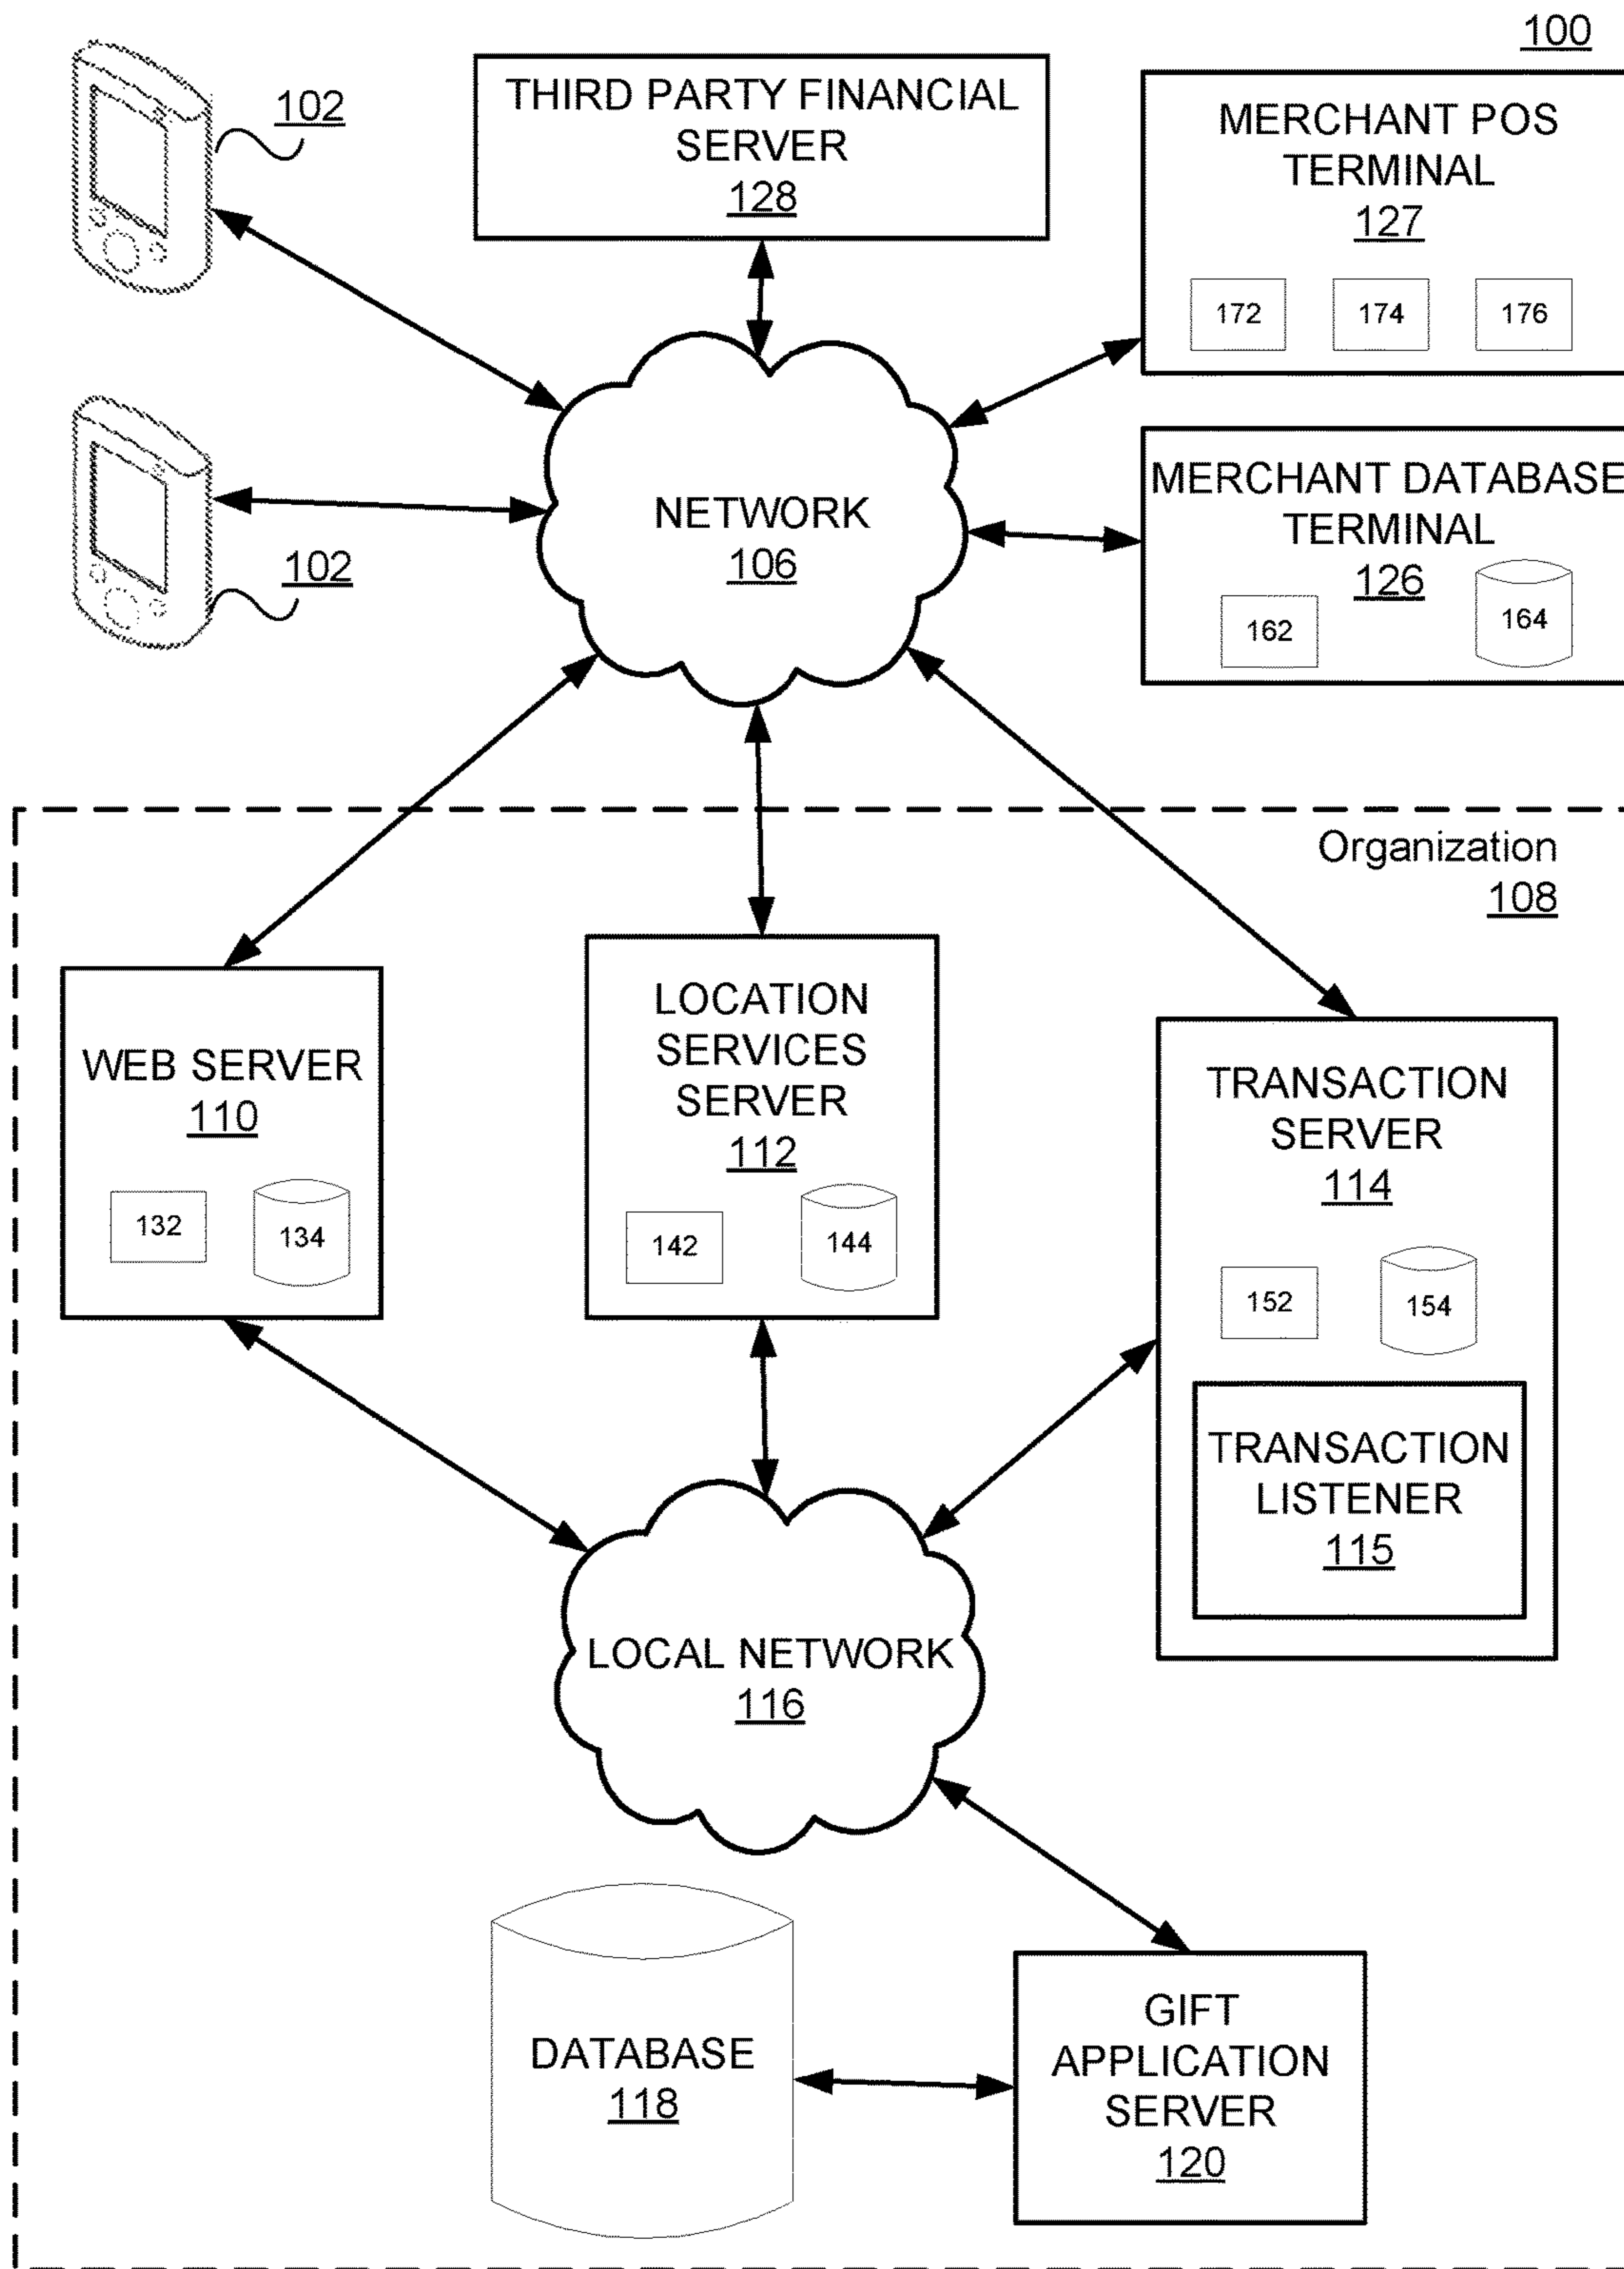 100
102
THIRD PARTY FINANCIAL
SERVER
128
MERCHANT POS
TERMINAL
127
172
174
176
102
NETWORK
106
MERCHANT DATABASE
TERMINAL
126
162
164
Organization
108
WEB SERVER
110
132
134
LOCATION
SERVICES
SERVER
112
142
144
TRANSACTION
SERVER
114
152
154
TRANSACTION
LISTENER
115
LOCAL NETWORK
116
DATABASE
118
GIFT
APPLICATION
SERVER
120